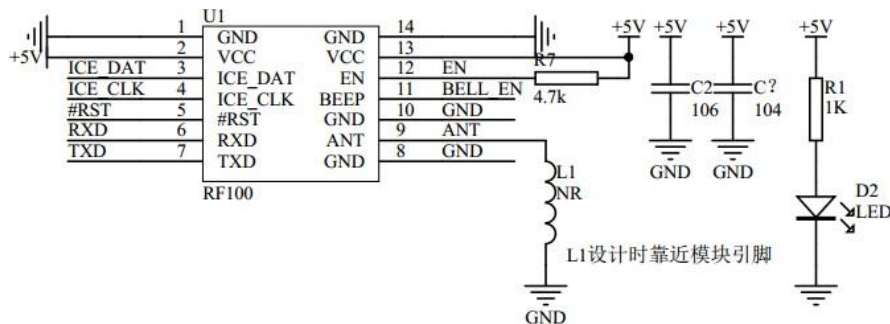 U1
1 GND GND 14
+5V 2 VCC VCC 13
ICE_DAT 3 ICE_DAT EN 12 EN
ICE_CLK 4 ICE_CLK BEEP 11 BELL_EN
#RST 5 #RST GND 10 GND
RXD 6 RXD ANT 9 ANT
TXD 7 TXD GND 8 GND
RF100
+5V
R7
4.7k
L1
NR
L1设计时靠近模块引脚
GND
+5V
C2
106
GND
+5V
C?
104
GND
+5V
R1
1K
D2
LED